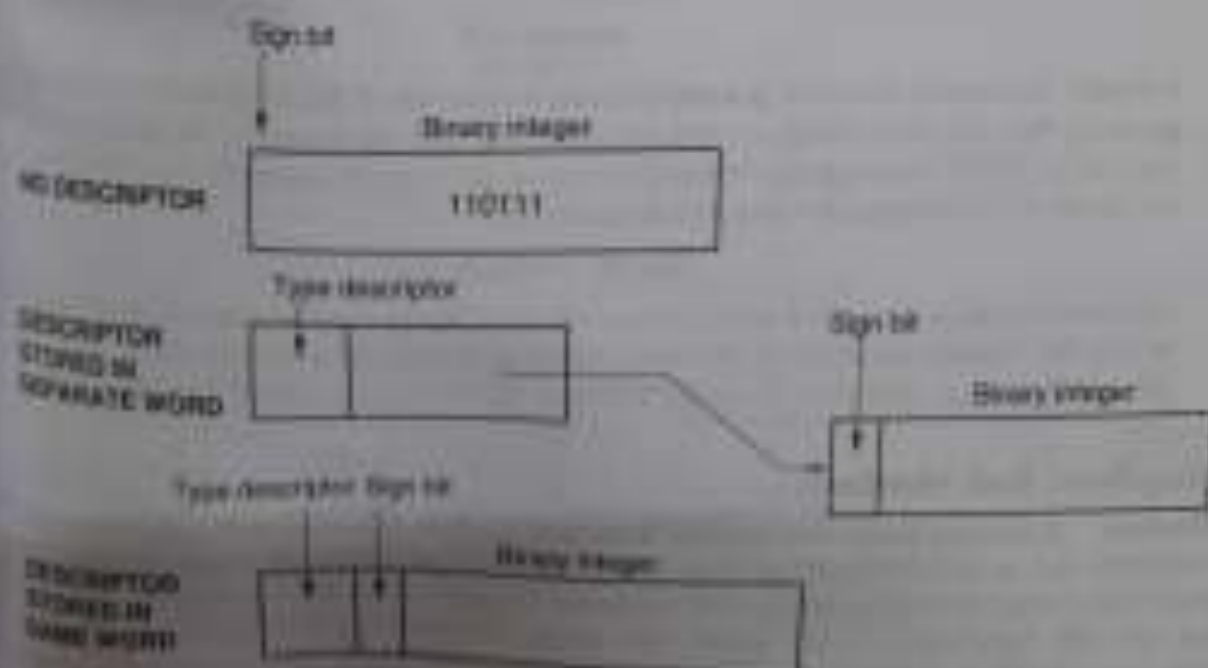 Sign bit
Binary integer
NO DESCRIPTOR
110111
Type descriptor
DESCRIPTOR
STORED IN
SEPARATE WORD
Sign bit
Binary integer
Type descriptor Sign bit
Binary integer
DESCRIPTOR
STORED IN
SAME WORD